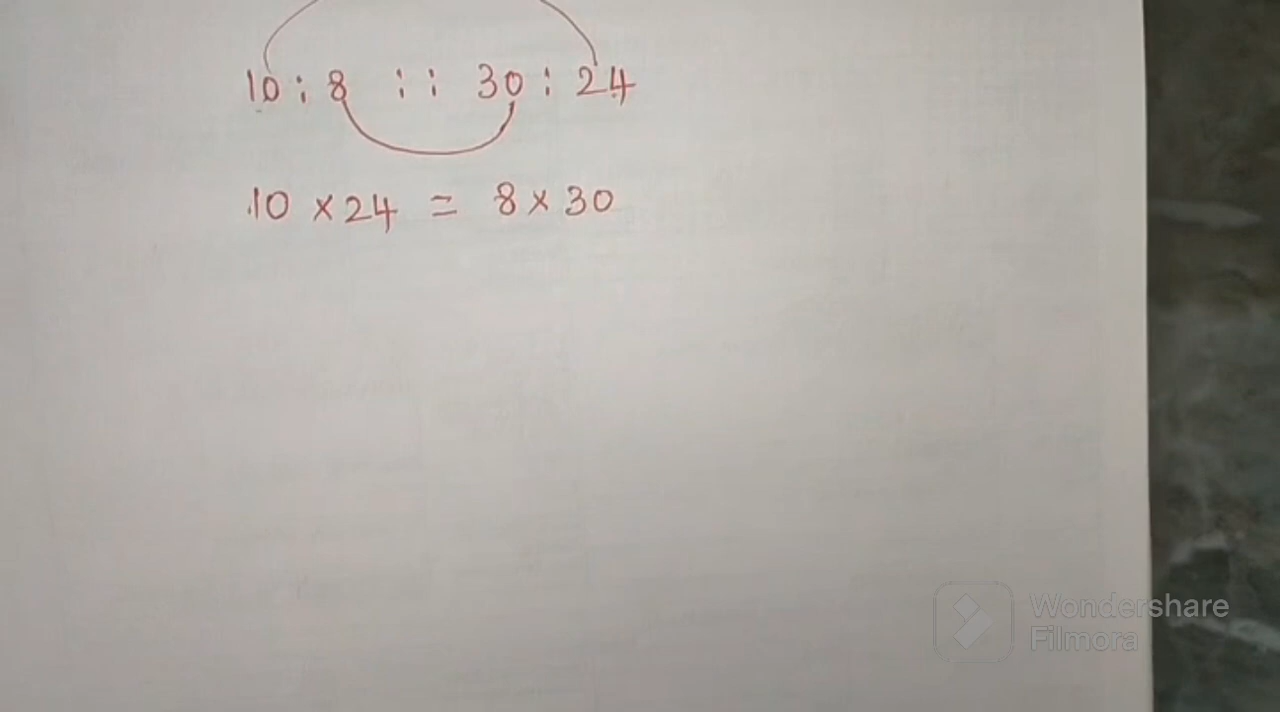 10 : 8 : : 30 : 24
10 × 24 = 8 × 30
Wondershare
Filmora